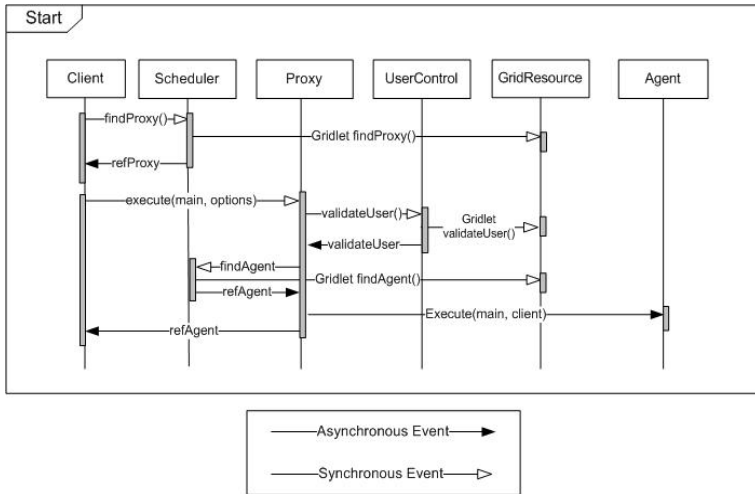 Start
Client
Scheduler
Proxy
UserControl
GridResource
Agent
findProxy()
Gridlet findProxy()
refProxy
execute(main, options)
validateUser()
Gridlet
validateUser()
validateUser
findAgent
Gridlet findAgent()
refAgent
Execute(main, client)
refAgent
Asynchronous Event
Synchronous Event